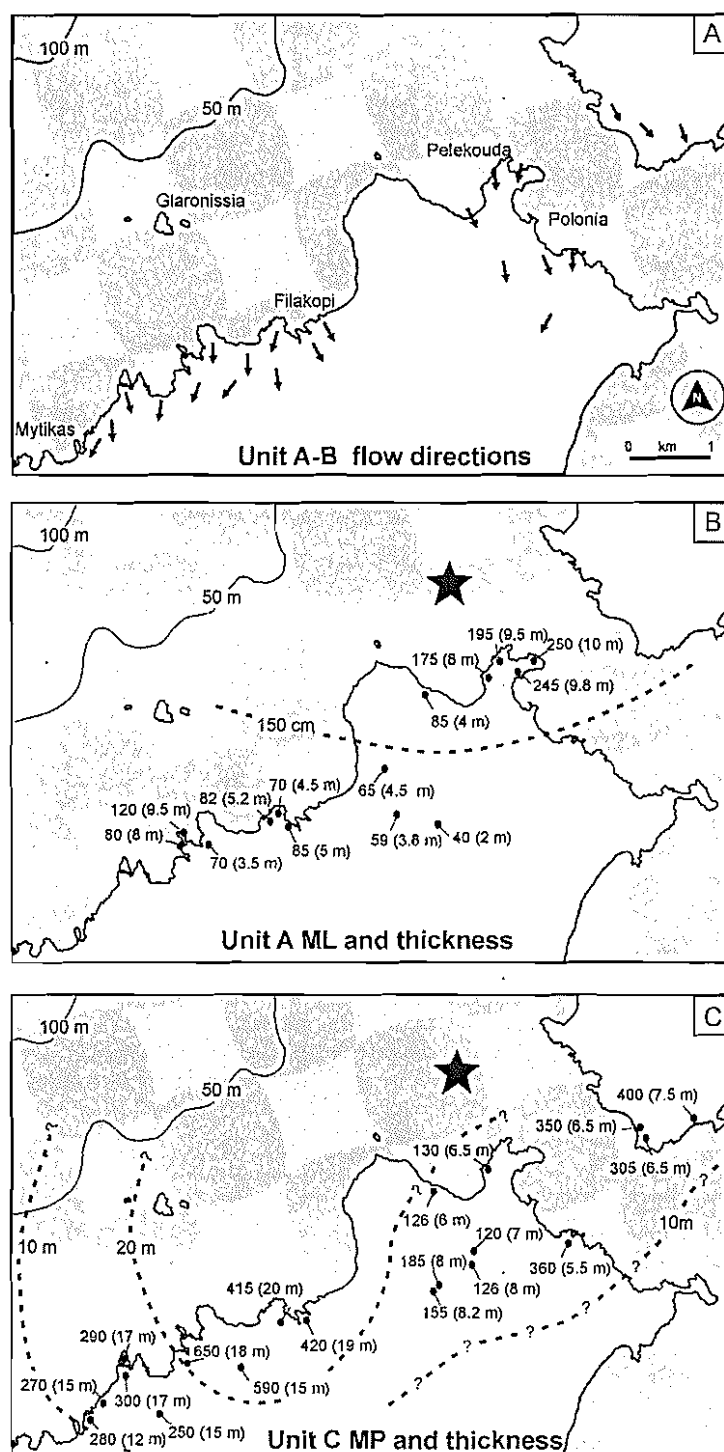 A
100 m
50 m
Petekouda
Glaronissia
Polonia
Filakopi
Mytikas
N
0 km 1
Unit A-B flow directions
B
100 m
50 m
195 (9.5 m)
250 (10 m)
175 (8 m)
245 (9.8 m)
85 (4 m)
150 cm
70 (4.5 m)
65 (4.5 m)
82 (5.2 m)
120 (9.5 m)
80 (8 m)
59 (3.8 m)
40 (2 m)
70 (3.5 m)
85 (5 m)
Unit A ML and thickness
C
100 m
50 m
400 (7.5 m)
350 (6.5 m)
?
?
130 (6.5 m)
305 (6.5 m)
?
?
?
?
126 (6 m)
10m
10 m
20 m
120 (7 m)
?
185 (8 m)
126 (8 m)
360 (5.5 m)
?
415 (20 m)
155 (8.2 m)
?
?
?
290 (17 m)
650 (18 m)
420 (19 m)
270 (15 m)
590 (15 m)
300 (17 m)
250 (15 m)
280 (12 m)
Unit C MP and thickness